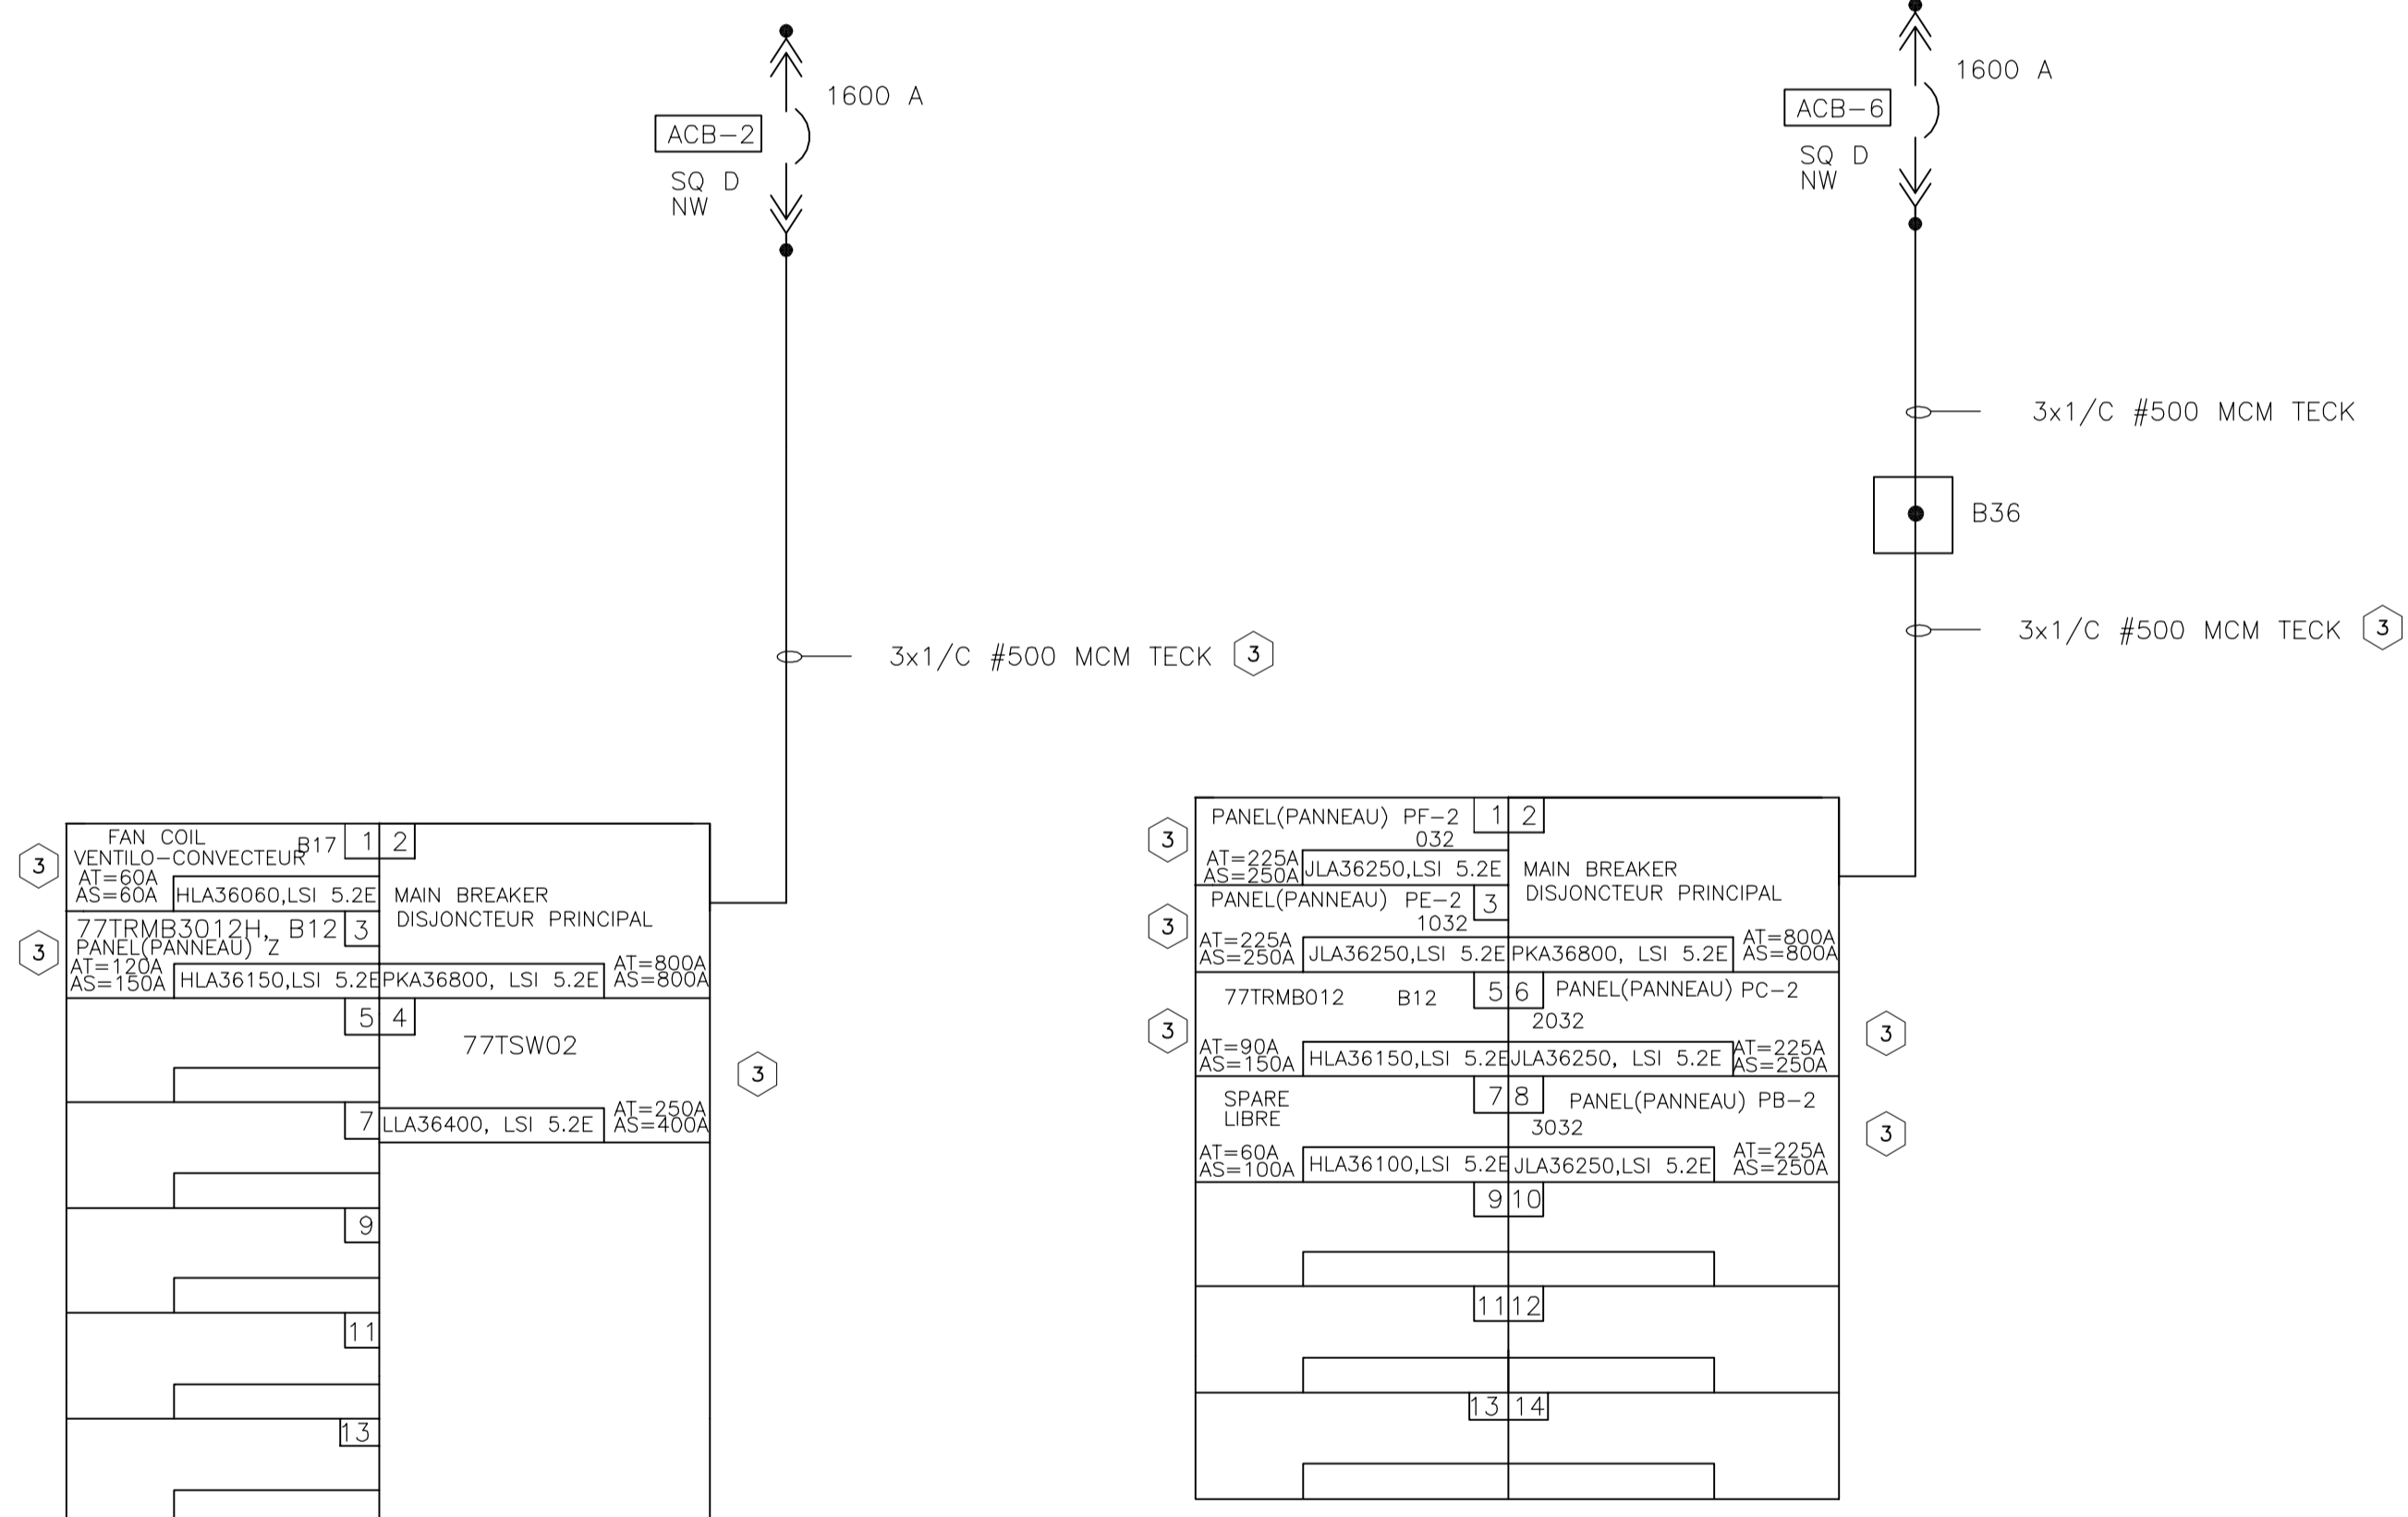 1600 A
ACB-2
SQ D
NW
3x1/C #500 MCM TECK 3
3
FAN COIL
VENTILO-CONVECTEUR
B17
1
2
AT=60A
AS=60A
HLA36060,LSI 5.2E
MAIN BREAKER
DISJONCTEUR PRINCIPAL
3
77TRMB3012H, B12
3
PANEL(PANNEAU) Z
AT=120A
AS=150A
HLA36150,LSI 5.2E
PKA36800, LSI 5.2E
AT=800A
AS=800A
5
4
77TSW02
3
7
LLA36400, LSI 5.2E
AT=250A
AS=400A
9
11
13
1600 A
ACB-6
SQ D
NW
3x1/C #500 MCM TECK
B36
3x1/C #500 MCM TECK 3
3
PANEL(PANNEAU) PF-2
032
1
2
AT=225A
AS=250A
JLA36250,LSI 5.2E
MAIN BREAKER
DISJONCTEUR PRINCIPAL
3
PANEL(PANNEAU) PE-2
1032
3
AT=225A
AS=250A
JLA36250,LSI 5.2E
PKA36800, LSI 5.2E
AT=800A
AS=800A
3
77TRMB012 B12
5
6
PANEL(PANNEAU) PC-2
2032
3
AT=90A
AS=150A
HLA36150,LSI 5.2E
JLA36250, LSI 5.2E
AT=225A
AS=250A
SPARE
LIBRE
7
8
PANEL(PANNEAU) PB-2
3032
3
AT=60A
AS=100A
HLA36100,LSI 5.2E
JLA36250,LSI 5.2E
AT=225A
AS=250A
9
10
11
12
13
14